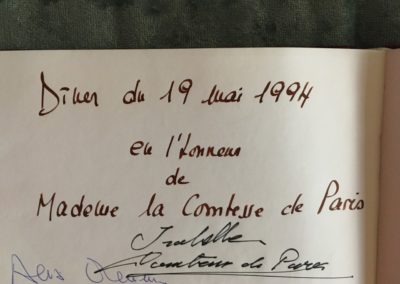 Dîner du 19 mai 1994
en l'honneur
de
Madame la Comtesse de Paris
Isabelle
Comtesse de Paris